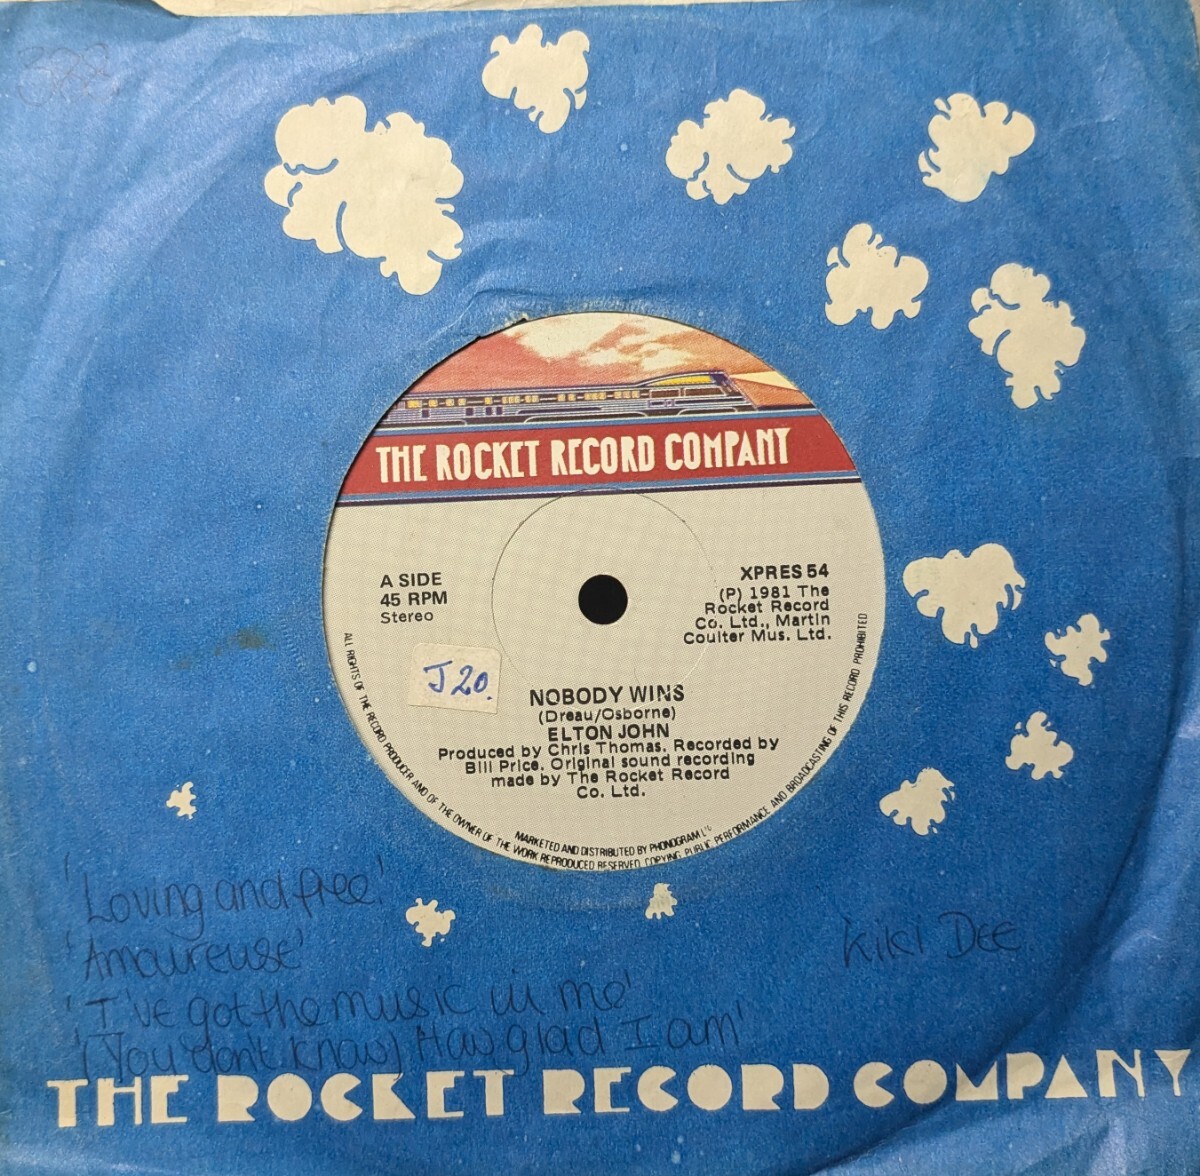 388
THE ROCKET RECORD COMPANY
A SIDE
45 RPM
Stereo
XPRES 54
(P) 1981 The
Rocket Record
Co. Ltd., Martin
Coulter Mus. Ltd.
J20.
NOBODY WINS
(Dreau/Osborne)
ELTON JOHN
Produced by Chris Thomas. Recorded by
Bill Price. Original sound recording
made by The Rocket Record
Co. Ltd.
MARKETED AND DISTRIBUTED BY PHONOGRAM LTD
ALL RIGHTS OF THE RECORD PRODUCER AND OF THE OWNER OF THE WORK REPRODUCED RESERVED COPYING PUBLIC PERFORMANCE AND BROADCASTING OF THIS RECORD PROHIBITED
'Loving and free'
'Amoureuse'
'I've got the music in me'
'(You don't know) How glad I am'
Kiki Dee
THE ROCKET RECORD COMPANY